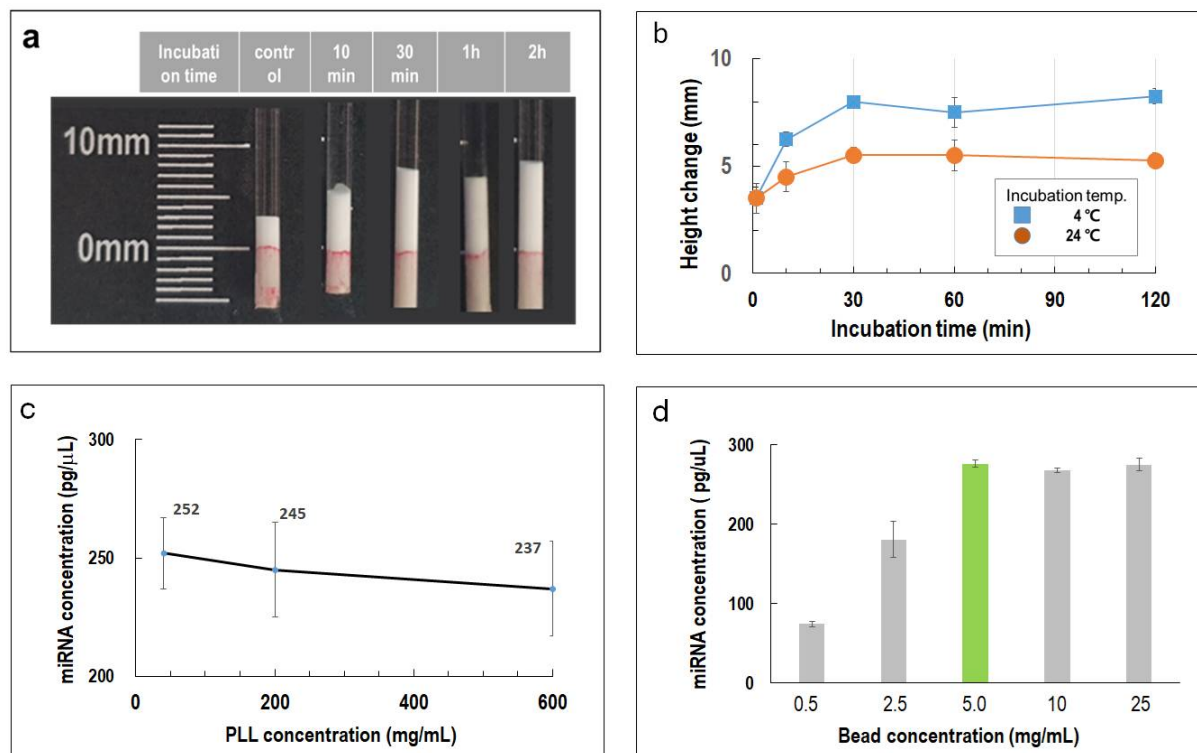 a
Incubati contr 10 30 1h 2h
on time ol min min
10mm
0mm
b
Height change (mm)
10
5
0
0 30 60 90 120
Incubation time (min)
Incubation temp.
4 ℃
24 ℃
c
miRNA concentration (pg/μL)
300
250
200
252
245
237
0 200 400 600
PLL concentration (mg/mL)
d
miRNA concentration ( pg/uL)
300
200
100
0
0.5 2.5 5.0 10 25
Bead concentration (mg/mL)